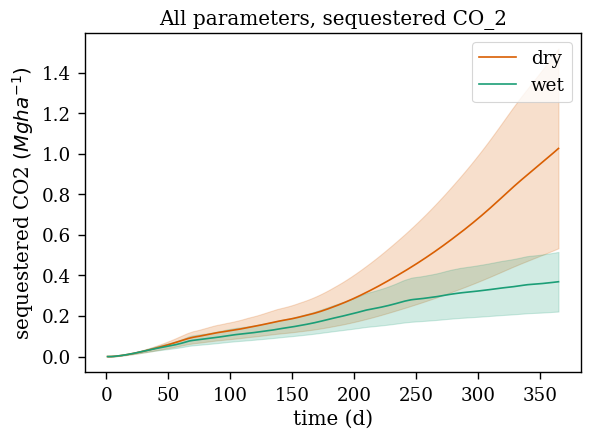 All parameters, sequestered CO_2
sequestered CO2 (Mgha⁻¹)
1.4
1.2
1.0
0.8
0.6
0.4
0.2
0.0
dry
wet
0 50 100 150 200 250 300 350
time (d)